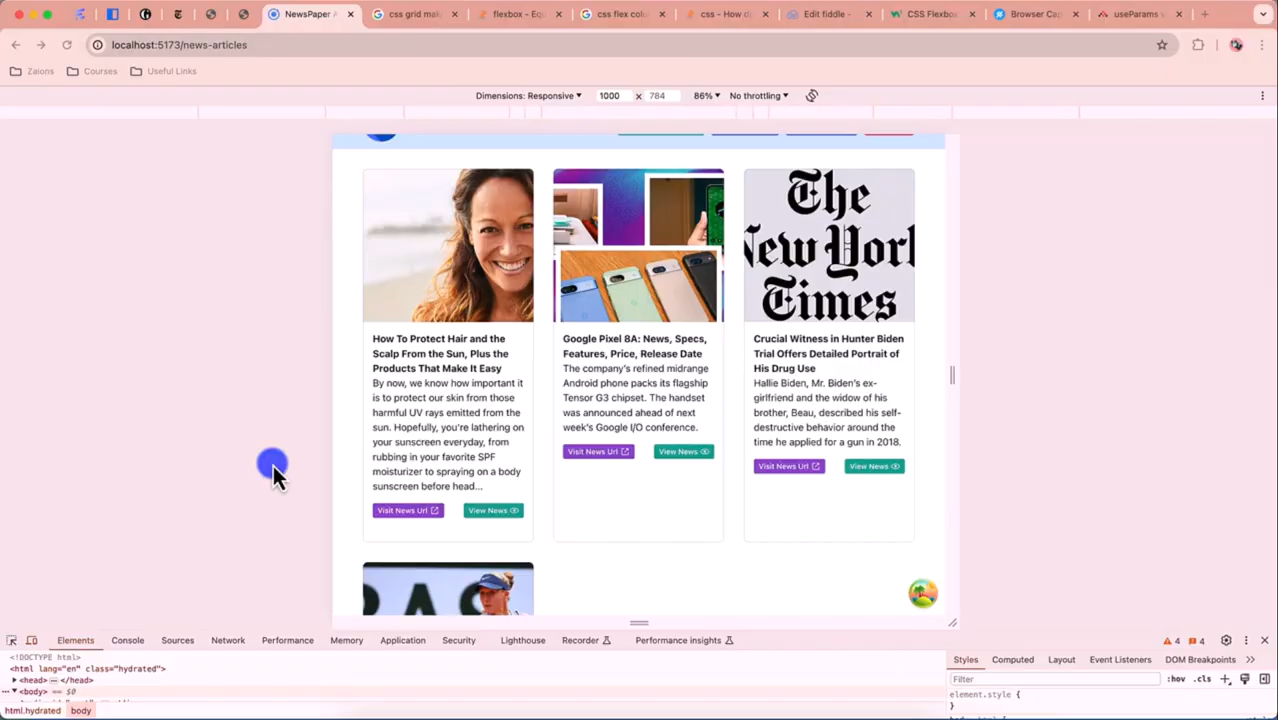 NewsPaper A
css grid mak
flexbox - Equ
css flex colu
css - How d
Edit fiddle -
CSS Flexbox
Browser Cap
useParams
localhost:5173/news-articles
Zaions
Courses
Useful Links
Dimensions: Responsive
1000 × 784
86%
No throttling
The
New York
Times
How To Protect Hair and the
Scalp From the Sun, Plus the
Products That Make It Easy
By now, we know how important it
is to protect our skin from those
harmful UV rays emitted from the
sun. Hopefully, you're lathering on
your sunscreen everyday, from
rubbing in your favorite SPF
moisturizer to spraying on a body
sunscreen before head...
Visit News Url
View News
Google Pixel 8A: News, Specs,
Features, Price, Release Date
The company's refined midrange
Android phone packs its flagship
Tensor G3 chipset. The handset
was announced ahead of next
week's Google I/O conference.
Visit News Url
View News
Crucial Witness in Hunter Biden
Trial Offers Detailed Portrait of
His Drug Use
Hallie Biden, Mr. Biden's ex-
girlfriend and the widow of his
brother, Beau, described his self-
destructive behavior around the
time he applied for a gun in 2018.
Visit News Url
View News
Elements
Console
Sources
Network
Performance
Memory
Application
Security
Lighthouse
Recorder
Performance insights
4
4
<!DOCTYPE html>
<html lang="en" class="hydrated">
<head> </head>
<body> == $0
html.hydrated
body
Styles
Computed
Layout
Event Listeners
DOM Breakpoints
Filter
:hov
.cls
element.style {
}